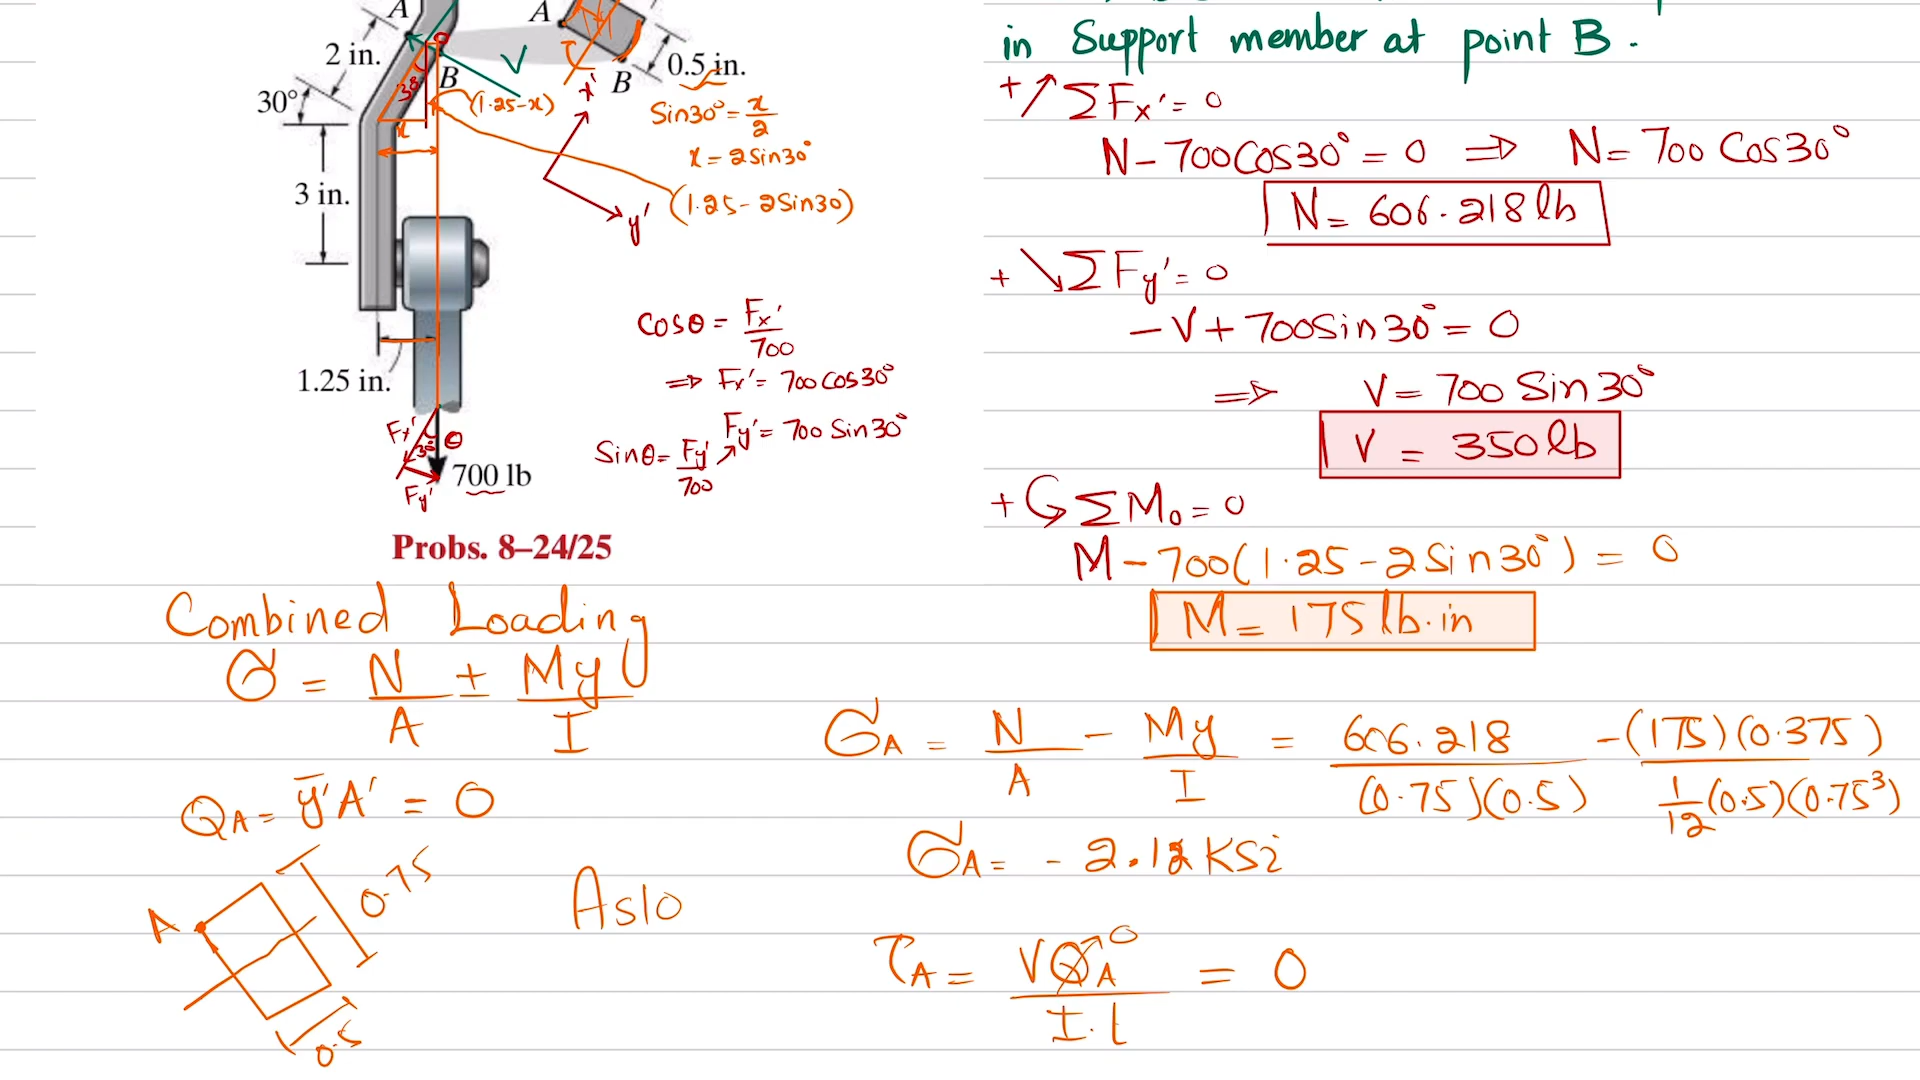 in Support member at point B.
A
2 in.
30°
3 in.
1.25 in.
B
V
30
x
(1.25-x)
A
B
0.5 in.
x'
y'
Sin30° = x/2
x = 2Sin30°
(1.25 - 2Sin30)
Cosθ = Fx'/700
⇒ Fx' = 700 Cos30°
Sinθ = Fy'/700
Fy' = 700 Sin30°
Fx'
30°
θ
Fy'
700 lb
Probs. 8–24/25
+↗ ΣFx' = 0
N - 700Cos30° = 0 ⇒ N = 700 Cos30°
N = 606.218 lb
+↘ ΣFy' = 0
-V + 700Sin30° = 0
⇒ V = 700 Sin30°
V = 350 lb
+ ΣMo = 0
M - 700(1.25 - 2Sin30°) = 0
M = 175 lb.in
Combined Loading
σ = N/A ± My/I
QA = ȳ'A' = 0
A
0.75
0.5
Aslo
σA = N/A - My/I = 606.218/(0.75)(0.5) - (175)(0.375)/1/12(0.5)(0.75³)
σA = - 2.12 KSi
τA = VQA/I.t = 0
0